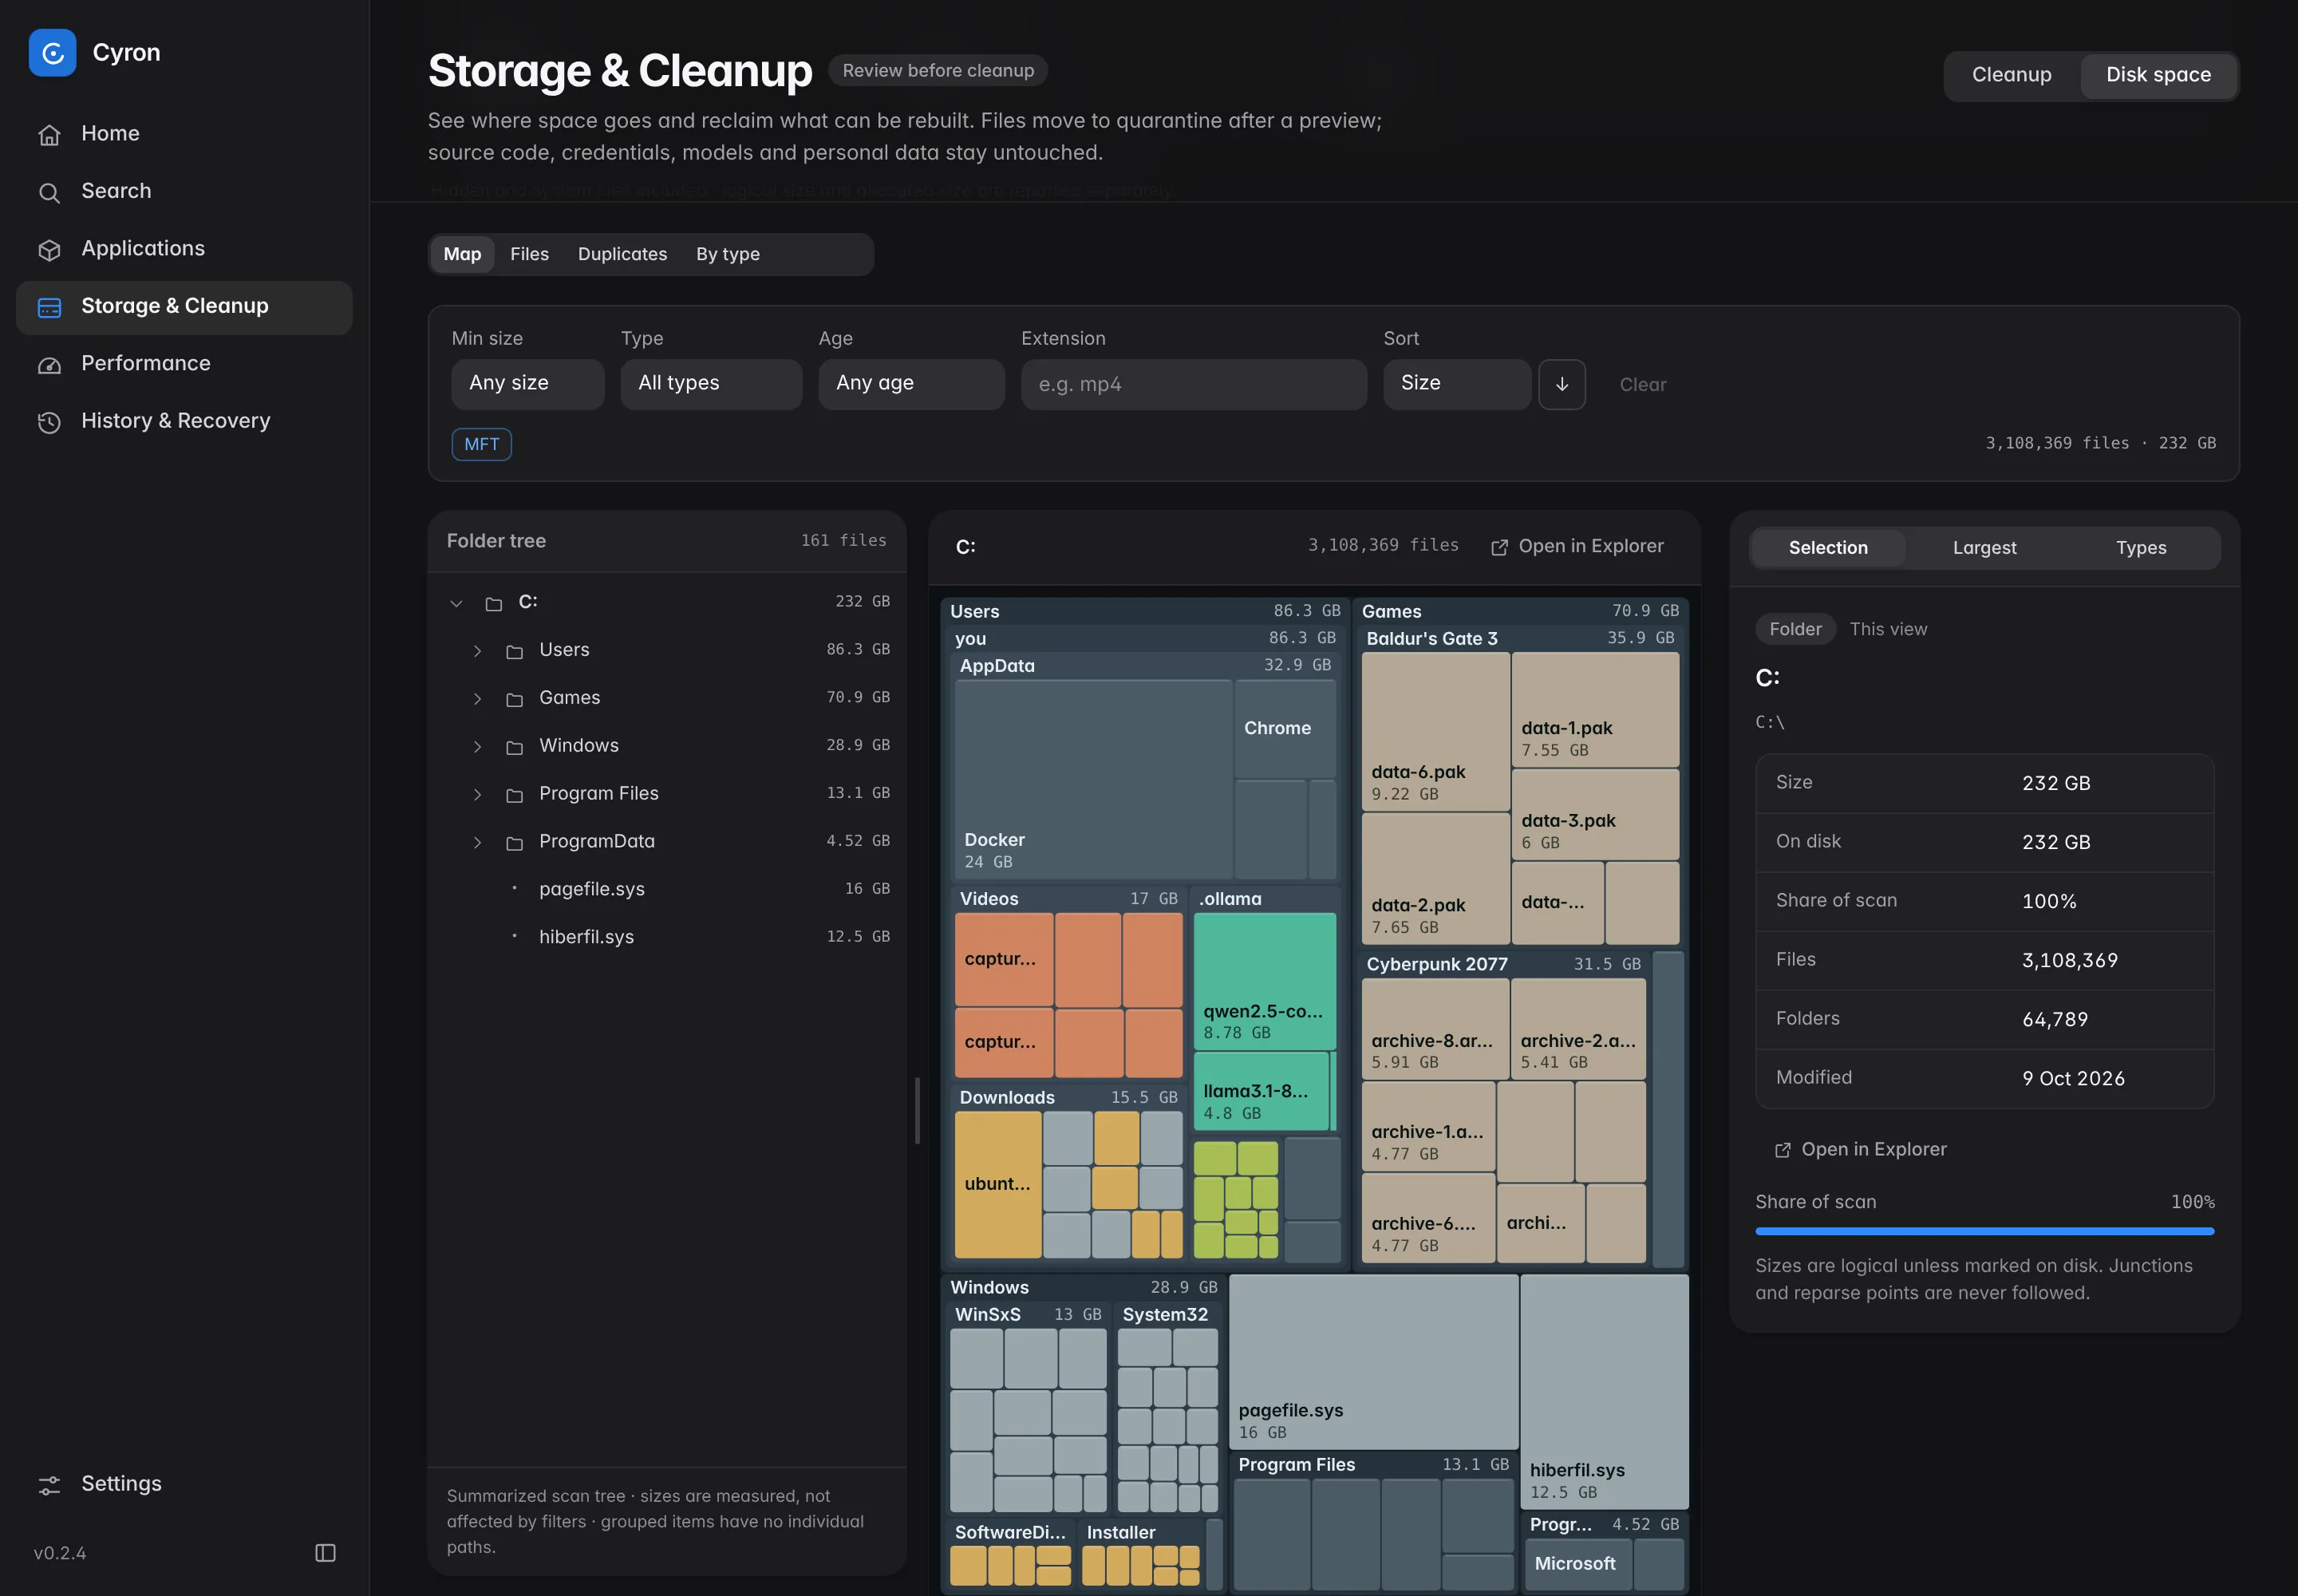 Cyron
Home
Search
Applications
Storage & Cleanup
Performance
History & Recovery
Settings
v0.2.4
Storage & Cleanup
Review before cleanup
See where space goes and reclaim what can be rebuilt. Files move to quarantine after a preview;
source code, credentials, models and personal data stay untouched.
Hidden and system files included · logical size and allocated size are reported separately.
Cleanup
Disk space
Map
Files
Duplicates
By type
Min size
Type
Age
Extension
Sort
Any size
All types
Any age
e.g. mp4
Size
Clear
MFT
3,108,369 files · 232 GB
Folder tree
161 files
C:
232 GB
Users
86.3 GB
Games
70.9 GB
Windows
28.9 GB
Program Files
13.1 GB
ProgramData
4.52 GB
pagefile.sys
16 GB
hiberfil.sys
12.5 GB
Summarized scan tree · sizes are measured, not
affected by filters · grouped items have no individual
paths.
C:
3,108,369 files
Open in Explorer
Users
86.3 GB
you
86.3 GB
AppData
32.9 GB
Docker
24 GB
Chrome
Videos
17 GB
captur...
captur...
.ollama
qwen2.5-co...
8.78 GB
llama3.1-8...
4.8 GB
Downloads
15.5 GB
ubunt...
Games
70.9 GB
Baldur's Gate 3
35.9 GB
data-6.pak
9.22 GB
data-1.pak
7.55 GB
data-3.pak
6 GB
data-2.pak
7.65 GB
data-...
Cyberpunk 2077
31.5 GB
archive-8.ar...
5.91 GB
archive-2.a...
5.41 GB
archive-1.a...
4.77 GB
archive-6....
4.77 GB
archi...
Windows
28.9 GB
WinSxS
13 GB
System32
SoftwareDi...
Installer
pagefile.sys
16 GB
hiberfil.sys
12.5 GB
Program Files
13.1 GB
Progr...
4.52 GB
Microsoft
Selection
Largest
Types
Folder
This view
C:
C:\
Size
232 GB
On disk
232 GB
Share of scan
100%
Files
3,108,369
Folders
64,789
Modified
9 Oct 2026
Open in Explorer
Share of scan
100%
Sizes are logical unless marked on disk. Junctions
and reparse points are never followed.